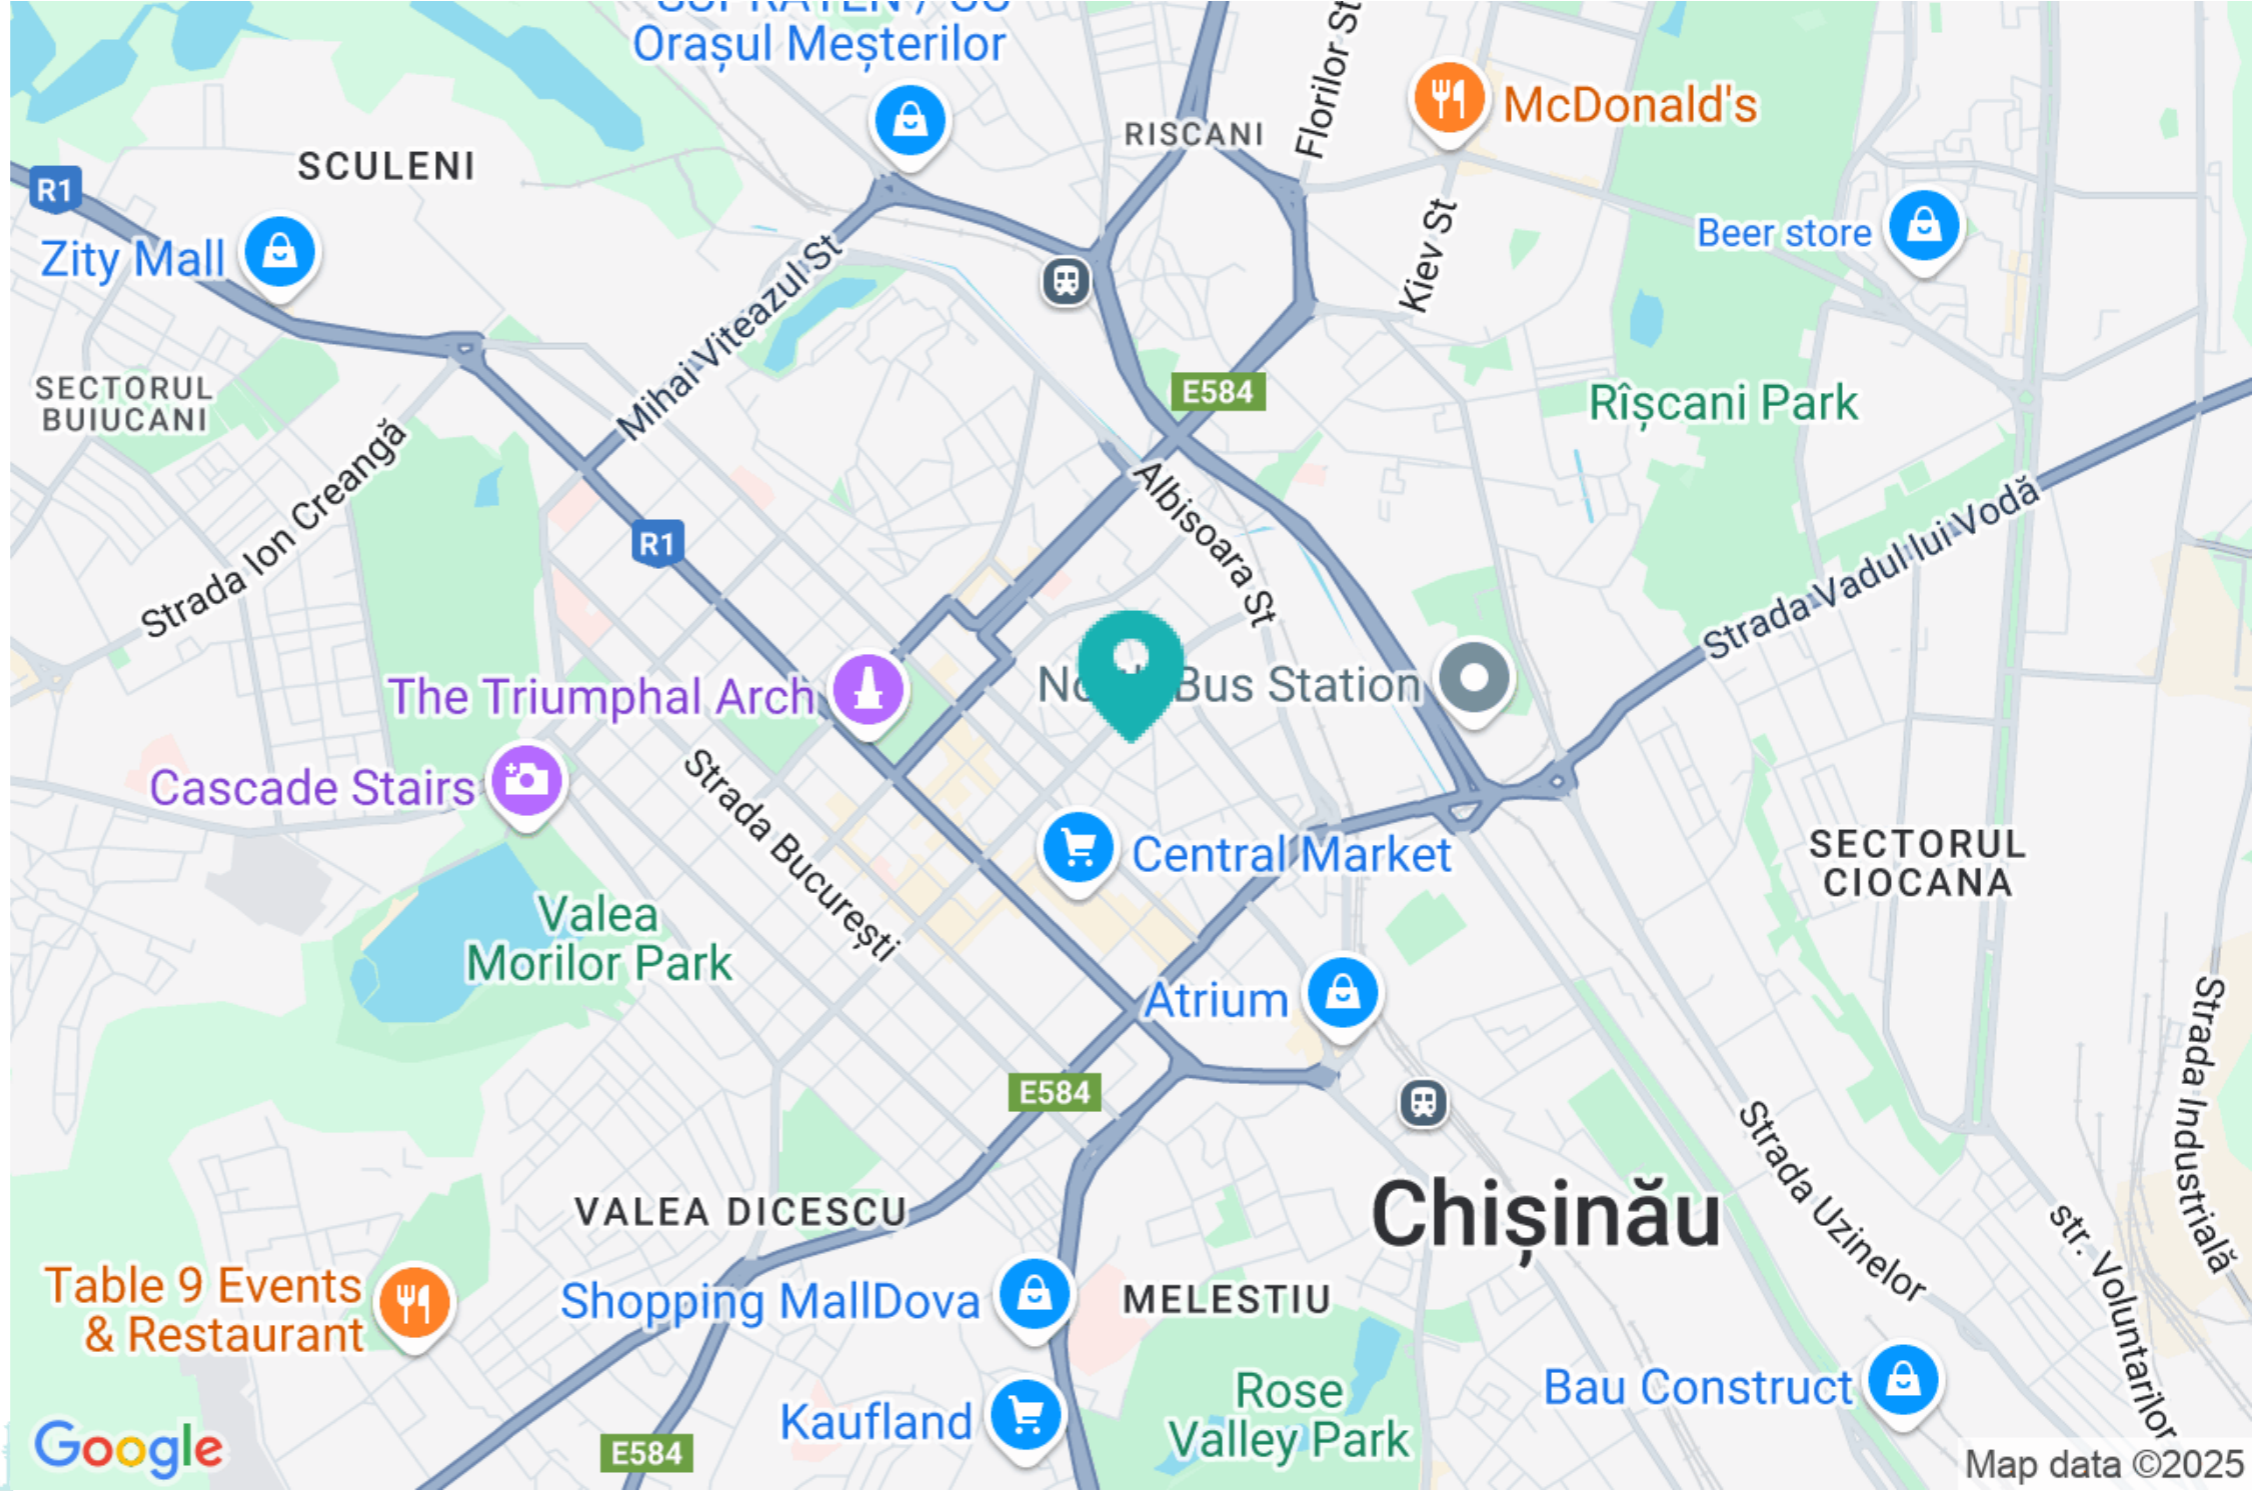 Orașul Meșterilor
Florilor St
McDonald's
RISCANI
SCULENI
R1
Zity Mall
Beer store
Kiev St
Mihai Viteazul St
SECTORUL
BUIUCANI
E584
Rîșcani Park
Strada Ion Creangă
R1
Albisoara St
Strada Vadul lui Vodă
The Triumphal Arch
Bus Station
Cascade Stairs
Strada București
Central Market
SECTORUL
CIOCANA
Valea
Morilor Park
Atrium
E584
Strada Industrială
Strada Uzinelor
Chișinău
VALEA DICESCU
str. Voluntarilor
Table 9 Events
& Restaurant
Shopping MallDova
MELESTIU
Rose
Valley Park
Bau Construct
Kaufland
Google
E584
Map data ©2025